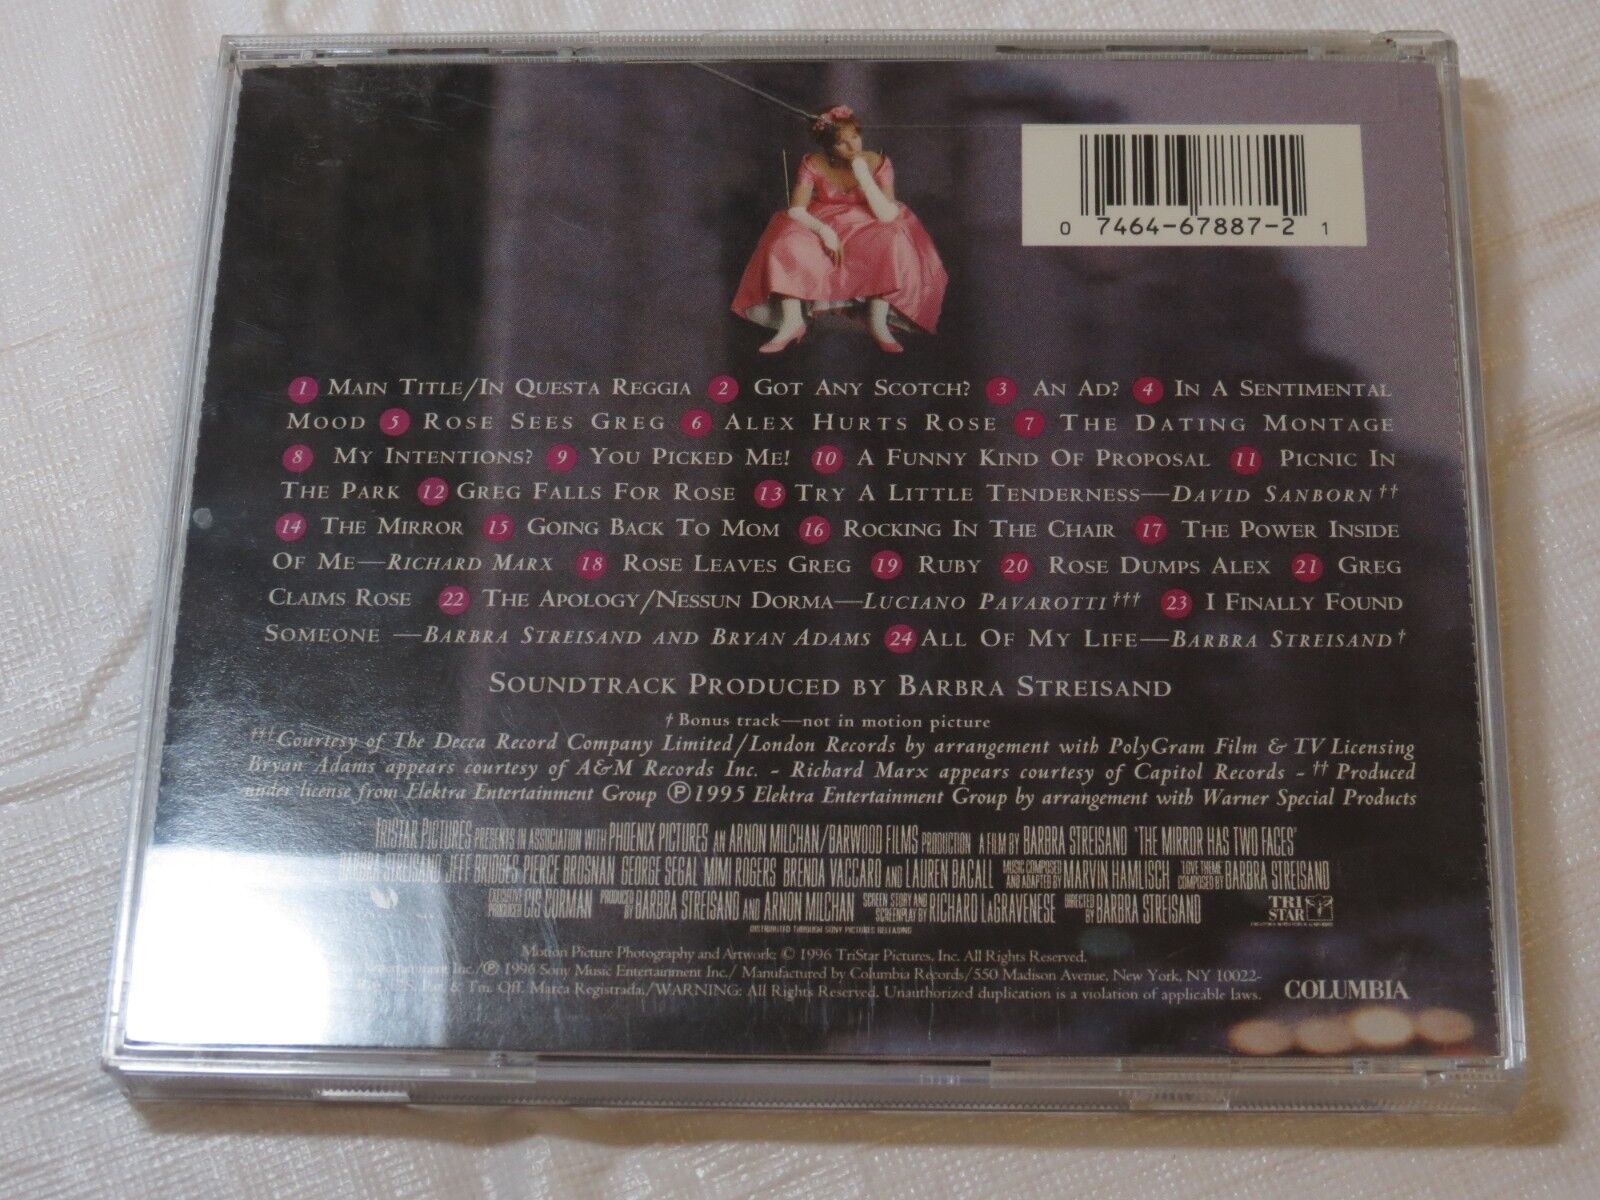 0 7464-67887-2 1
1 MAIN TITLE/IN QUESTA REGGIA 2 GOT ANY SCOTCH? 3 AN AD? 4 IN A SENTIMENTAL
MOOD 5 ROSE SEES GREG 6 ALEX HURTS ROSE 7 THE DATING MONTAGE
8 MY INTENTIONS? 9 YOU PICKED ME! 10 A FUNNY KIND OF PROPOSAL 11 PICNIC IN
THE PARK 12 GREG FALLS FOR ROSE 13 TRY A LITTLE TENDERNESS—DAVID SANBORN††
14 THE MIRROR 15 GOING BACK TO MOM 16 ROCKING IN THE CHAIR 17 THE POWER INSIDE
OF ME—RICHARD MARX 18 ROSE LEAVES GREG 19 RUBY 20 ROSE DUMPS ALEX 21 GREG
CLAIMS ROSE 22 THE APOLOGY/NESSUN DORMA—LUCIANO PAVAROTTI††† 23 I FINALLY FOUND
SOMEONE —BARBRA STREISAND AND BRYAN ADAMS 24 ALL OF MY LIFE—BARBRA STREISAND†
SOUNDTRACK PRODUCED BY BARBRA STREISAND
† Bonus track—not in motion picture
†††Courtesy of The Decca Record Company Limited/London Records by arrangement with PolyGram Film & TV Licensing
Bryan Adams appears courtesy of A&M Records Inc. - Richard Marx appears courtesy of Capitol Records - †† Produced
under license from Elektra Entertainment Group ℗1995 Elektra Entertainment Group by arrangement with Warner Special Products
TRISTAR PICTURES PRESENTS IN ASSOCIATION WITH PHOENIX PICTURES AN ARNON MILCHAN/BARWOOD FILMS PRODUCTION A FILM BY BARBRA STREISAND 'THE MIRROR HAS TWO FACES'
BARBRA STREISAND JEFF BRIDGES PIERCE BROSNAN GEORGE SEGAL MIMI ROGERS BRENDA VACCARO AND LAUREN BACALL MUSIC COMPOSED AND ADAPTED BY MARVIN HAMLISCH LOVE THEME COMPOSED BY BARBRA STREISAND
EXECUTIVE PRODUCER CIS CORMAN PRODUCED BY BARBRA STREISAND AND ARNON MILCHAN SCREEN STORY AND SCREENPLAY BY RICHARD LAGRAVENESE DIRECTED BY BARBRA STREISAND TRI STAR
DISTRIBUTED THROUGH SONY PICTURES RELEASING
Motion Picture Photography and Artwork: © 1996 TriStar Pictures, Inc. All Rights Reserved.
Entertainment Inc./℗ 1996 Sony Music Entertainment Inc./ Manufactured by Columbia Records/550 Madison Avenue, New York, NY 10022-
U.S. Pat. & Tm. Off. Marca Registrada./WARNING: All Rights Reserved. Unauthorized duplication is a violation of applicable laws.
COLUMBIA